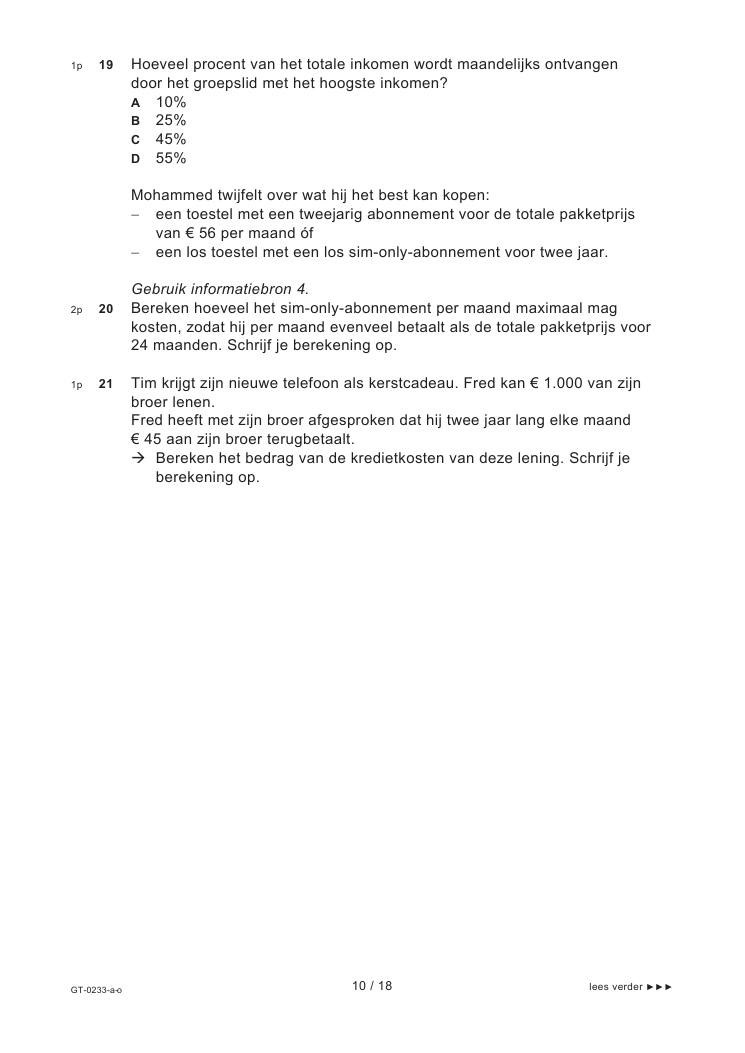 1p 19 Hoeveel procent van het totale inkomen wordt maandelijks ontvangen
door het groepslid met het hoogste inkomen?
A 10%
B 25%
C 45%
D 55%
Mohammed twijfelt over wat hij het best kan kopen:
– een toestel met een tweejarig abonnement voor de totale pakketprijs
van € 56 per maand óf
– een los toestel met een los sim-only-abonnement voor twee jaar.
Gebruik informatiebron 4.
2p 20 Bereken hoeveel het sim-only-abonnement per maand maximaal mag
kosten, zodat hij per maand evenveel betaalt als de totale pakketprijs voor
24 maanden. Schrijf je berekening op.
1p 21 Tim krijgt zijn nieuwe telefoon als kerstcadeau. Fred kan € 1.000 van zijn
broer lenen.
Fred heeft met zijn broer afgesproken dat hij twee jaar lang elke maand
€ 45 aan zijn broer terugbetaalt.
→ Bereken het bedrag van de kredietkosten van deze lening. Schrijf je
berekening op.
GT-0233-a-o 10 / 18 lees verder ►►►